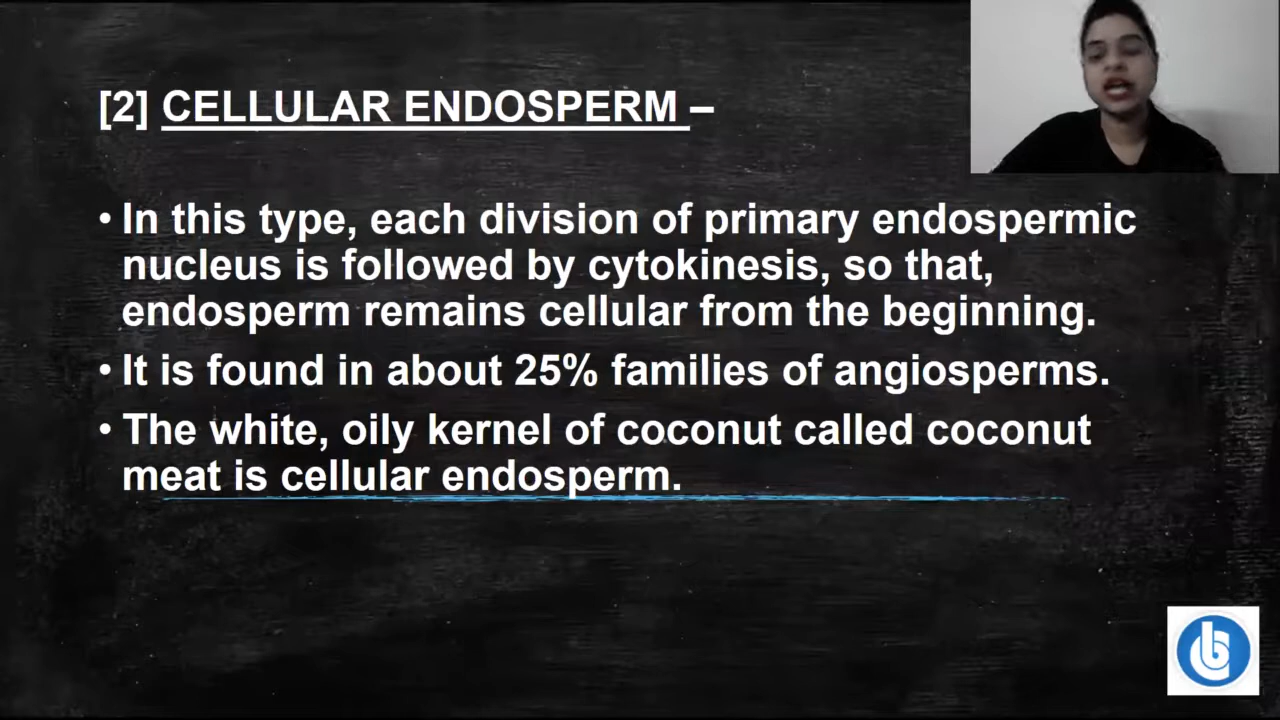 [2] CELLULAR ENDOSPERM –
• In this type, each division of primary endospermic
nucleus is followed by cytokinesis, so that,
endosperm remains cellular from the beginning.
• It is found in about 25% families of angiosperms.
• The white, oily kernel of coconut called coconut
meat is cellular endosperm.